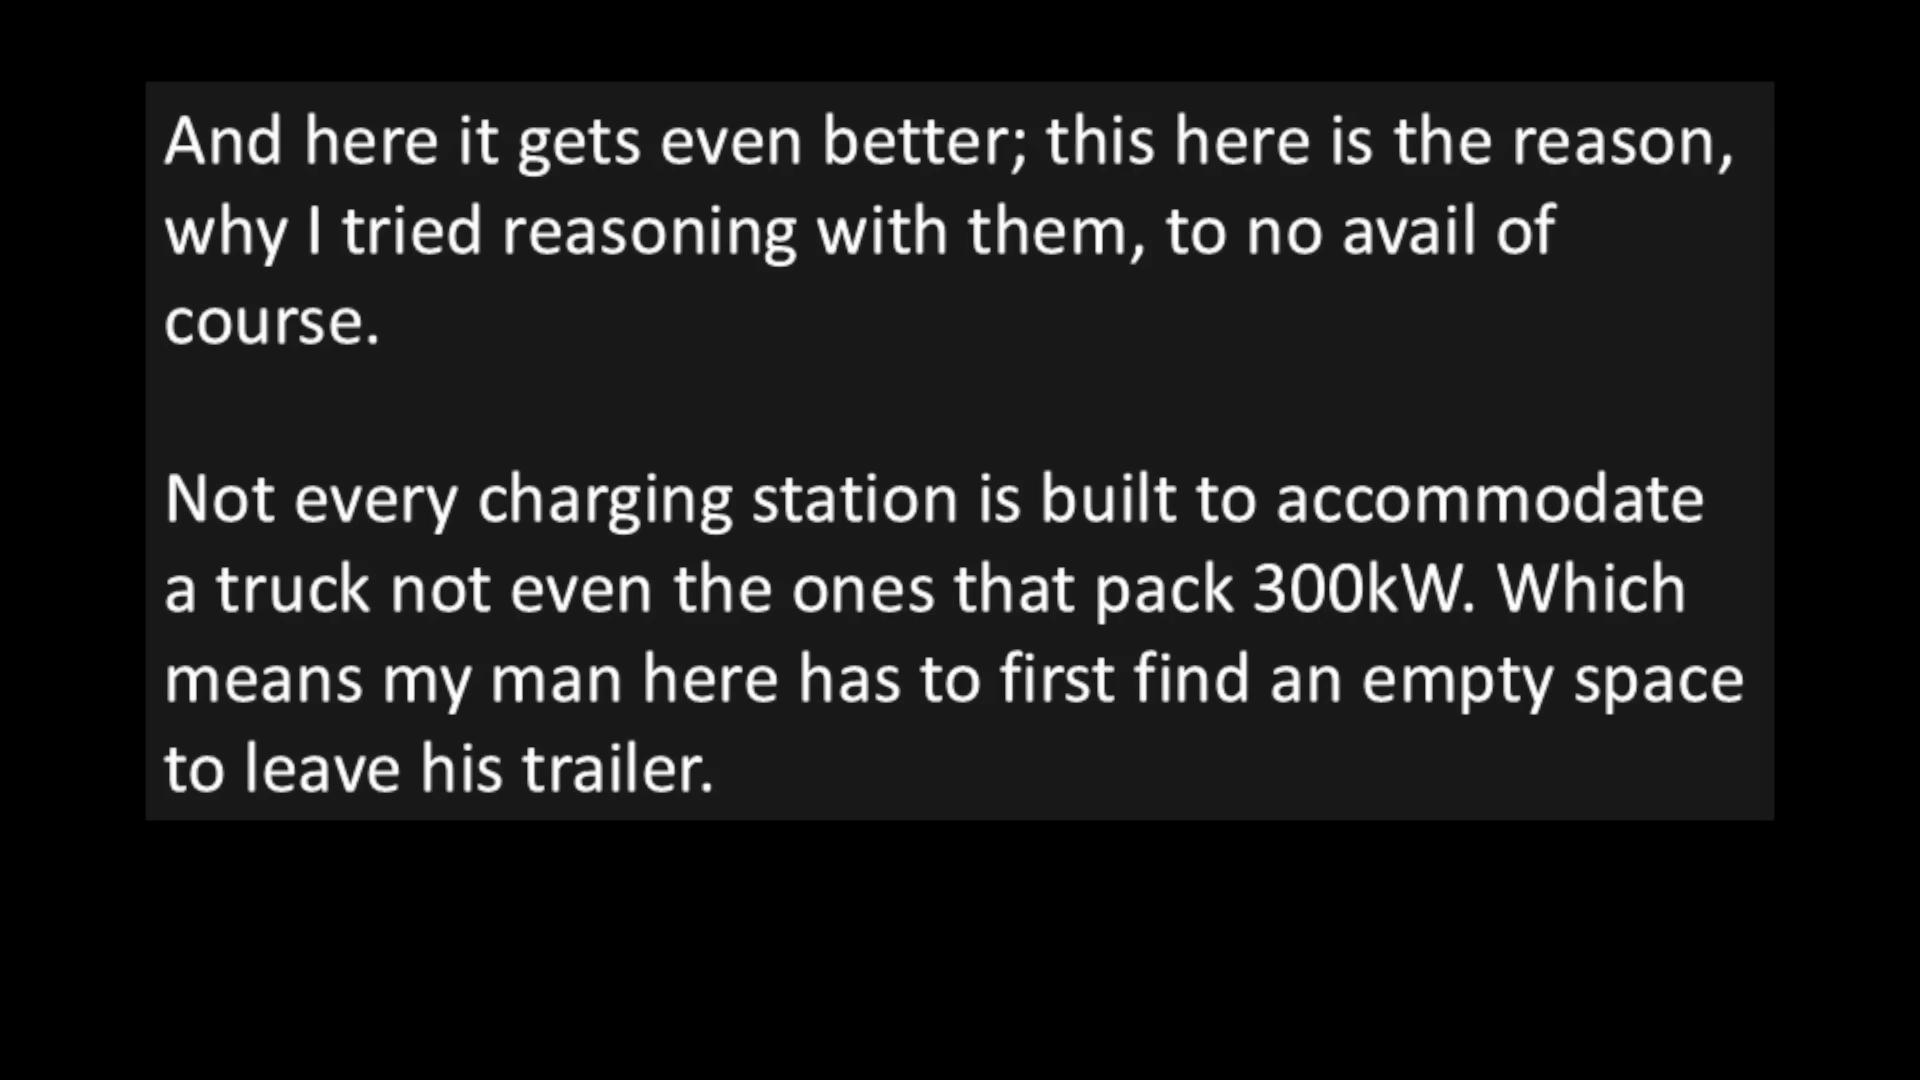 And here it gets even better; this here is the reason,
why I tried reasoning with them, to no avail of
course.
Not every charging station is built to accommodate
a truck not even the ones that pack 300kW. Which
means my man here has to first find an empty space
to leave his trailer.